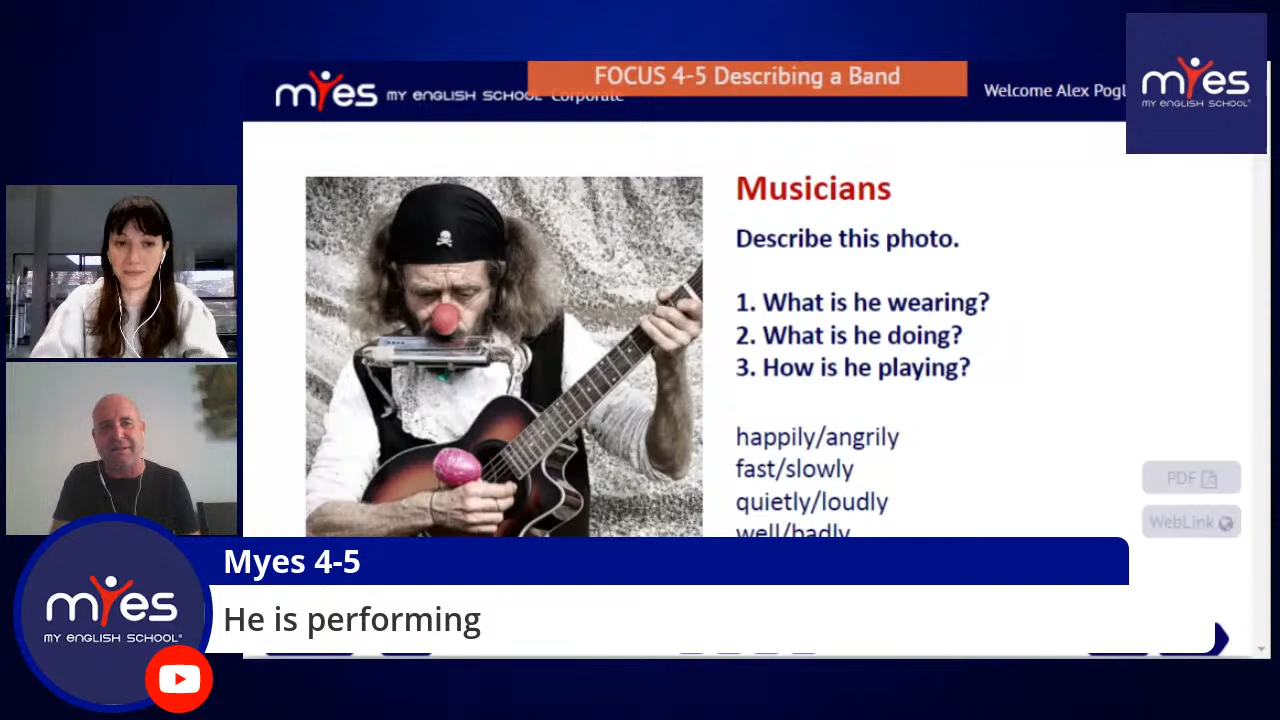 FOCUS 4-5 Describing a Band
myes MY ENGLISH SCHOOL Corporate
Welcome Alex Pogl
myes
MY ENGLISH SCHOOL®
Musicians
Describe this photo.
1. What is he wearing?
2. What is he doing?
3. How is he playing?
happily/angrily
fast/slowly
quietly/loudly
well/badly
PDF
WebLink
Myes 4-5
He is performing
myes
MY ENGLISH SCHOOL®